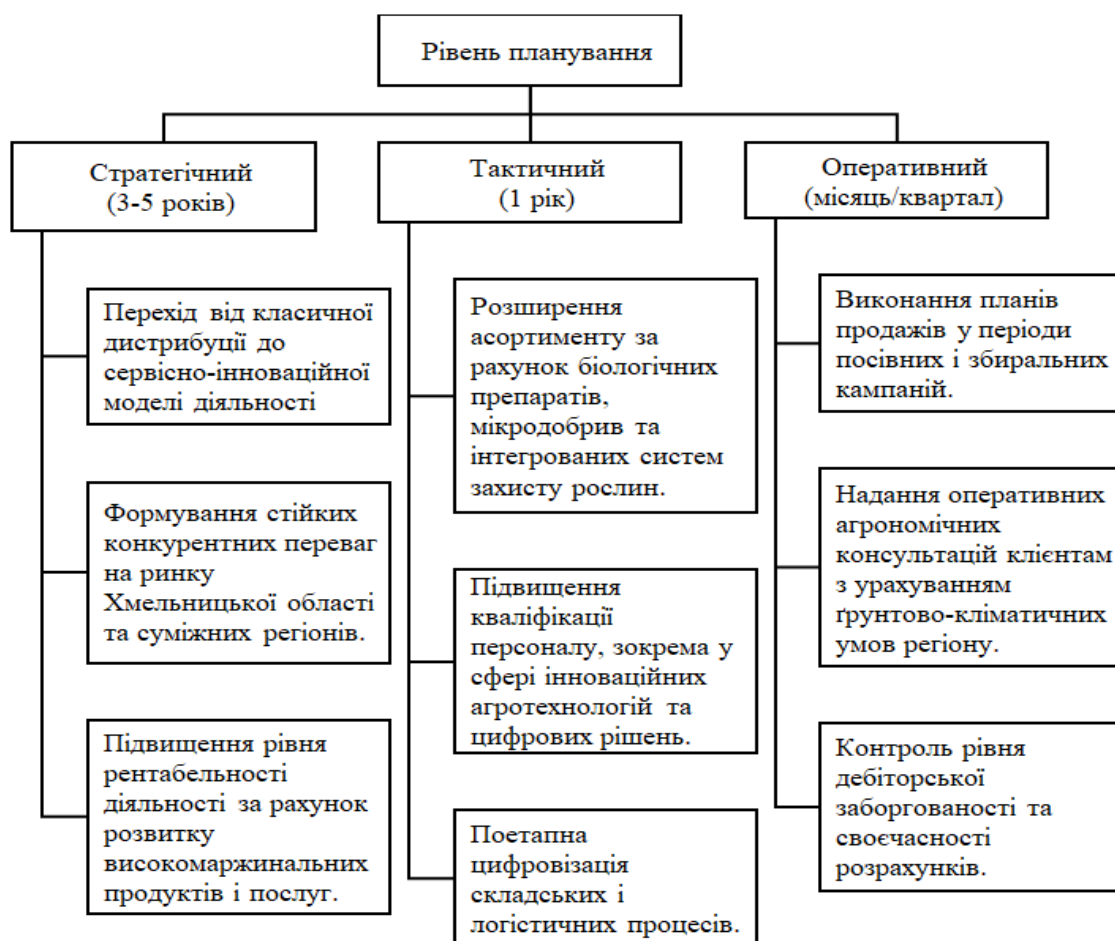 Рівень планування
Стратегічний
(3-5 років)
Перехід від класичної
дистрибуції до
сервісно-інноваційної
моделі діяльності
Формування стійких
конкурентних переваг
на ринку
Хмельницької області
та суміжних регіонів.
Підвищення рівня
рентабельності
діяльності за рахунок
розвитку
високомаржинальних
продуктів і послуг.
Тактичний
(1 рік)
Розширення
асортименту за
рахунок біологічних
препаратів,
мікродобрив та
інтегрованих систем
захисту рослин.
Підвищення
кваліфікації
персоналу, зокрема у
сфері інноваційних
агротехнологій та
цифрових рішень.
Поетапна
цифровізація
складських і
логістичних процесів.
Оперативний
(місяць/квартал)
Виконання планів
продажів у періоди
посівних і збиральних
кампаній.
Надання оперативних
агрономічних
консультацій клієнтам
з урахуванням
ґрунтово-кліматичних
умов регіону.
Контроль рівня
дебіторської
заборгованості та
своєчасності
розрахунків.